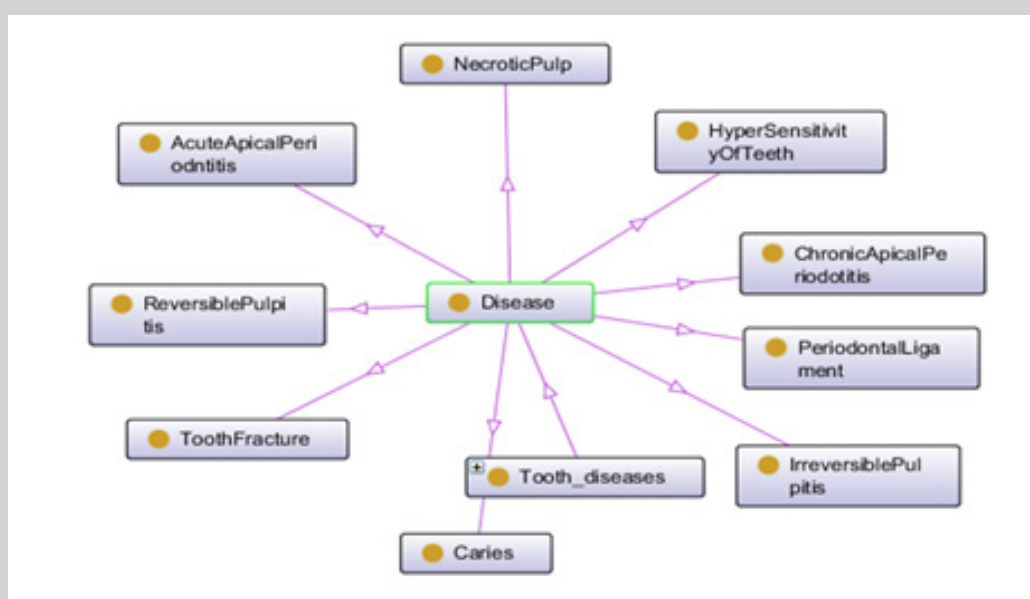 NecroticPulp
AcuteApicalPeri
odntitis
HyperSensitivit
yOfTeeth
ChronicApicalPe
riodotitis
Disease
ReversiblePulpi
tis
PeriodontalLiga
ment
ToothFracture
Tooth_diseases
IrreversiblePul
pitis
Caries